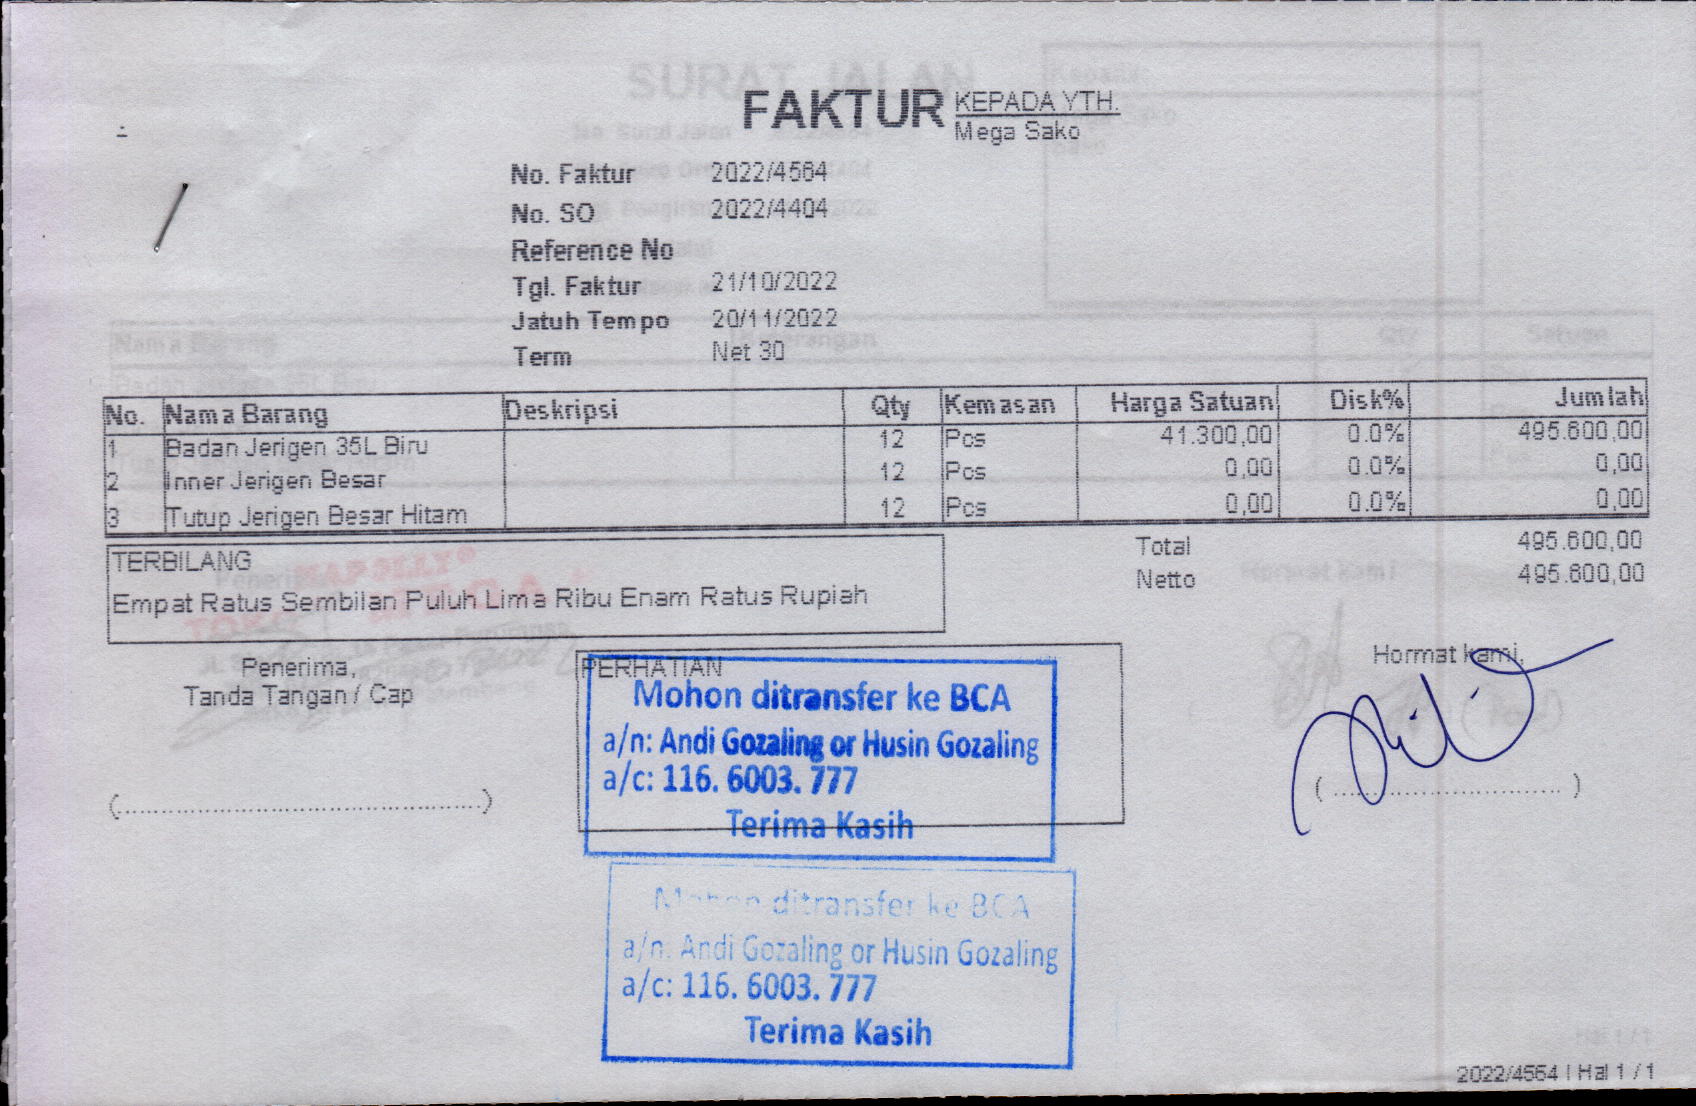 FAKTUR
KEPADA YTH.
Mega Sako
No. Faktur 2022/4564
No. SO 2022/4404
Reference No
Tgl. Faktur 21/10/2022
Jatuh Tempo 20/11/2022
Term Net 30
No. Nama Barang Deskripsi Qty Kemasan Harga Satuan Disk% Jumlah
1 Badan Jerigen 35L Biru 12 Pcs 41.300,00 0.0% 495.600,00
2 Inner Jerigen Besar 12 Pcs 0,00 0.0% 0,00
3 Tutup Jerigen Besar Hitam 12 Pcs 0,00 0.0% 0,00
Total 495.600,00
Netto 495.600,00
TERBILANG
Empat Ratus Sembilan Puluh Lima Ribu Enam Ratus Rupiah
Penerima,
Tanda Tangan / Cap
PERHATIAN
Mohon ditransfer ke BCA
a/n: Andi Gozaling or Husin Gozaling
a/c: 116. 6003. 777
Terima Kasih
Hormat kami,
Mohon ditransfer ke BCA
a/n: Andi Gozaling or Husin Gozaling
a/c: 116. 6003. 777
Terima Kasih
2022/4564 | Hal 1 / 1